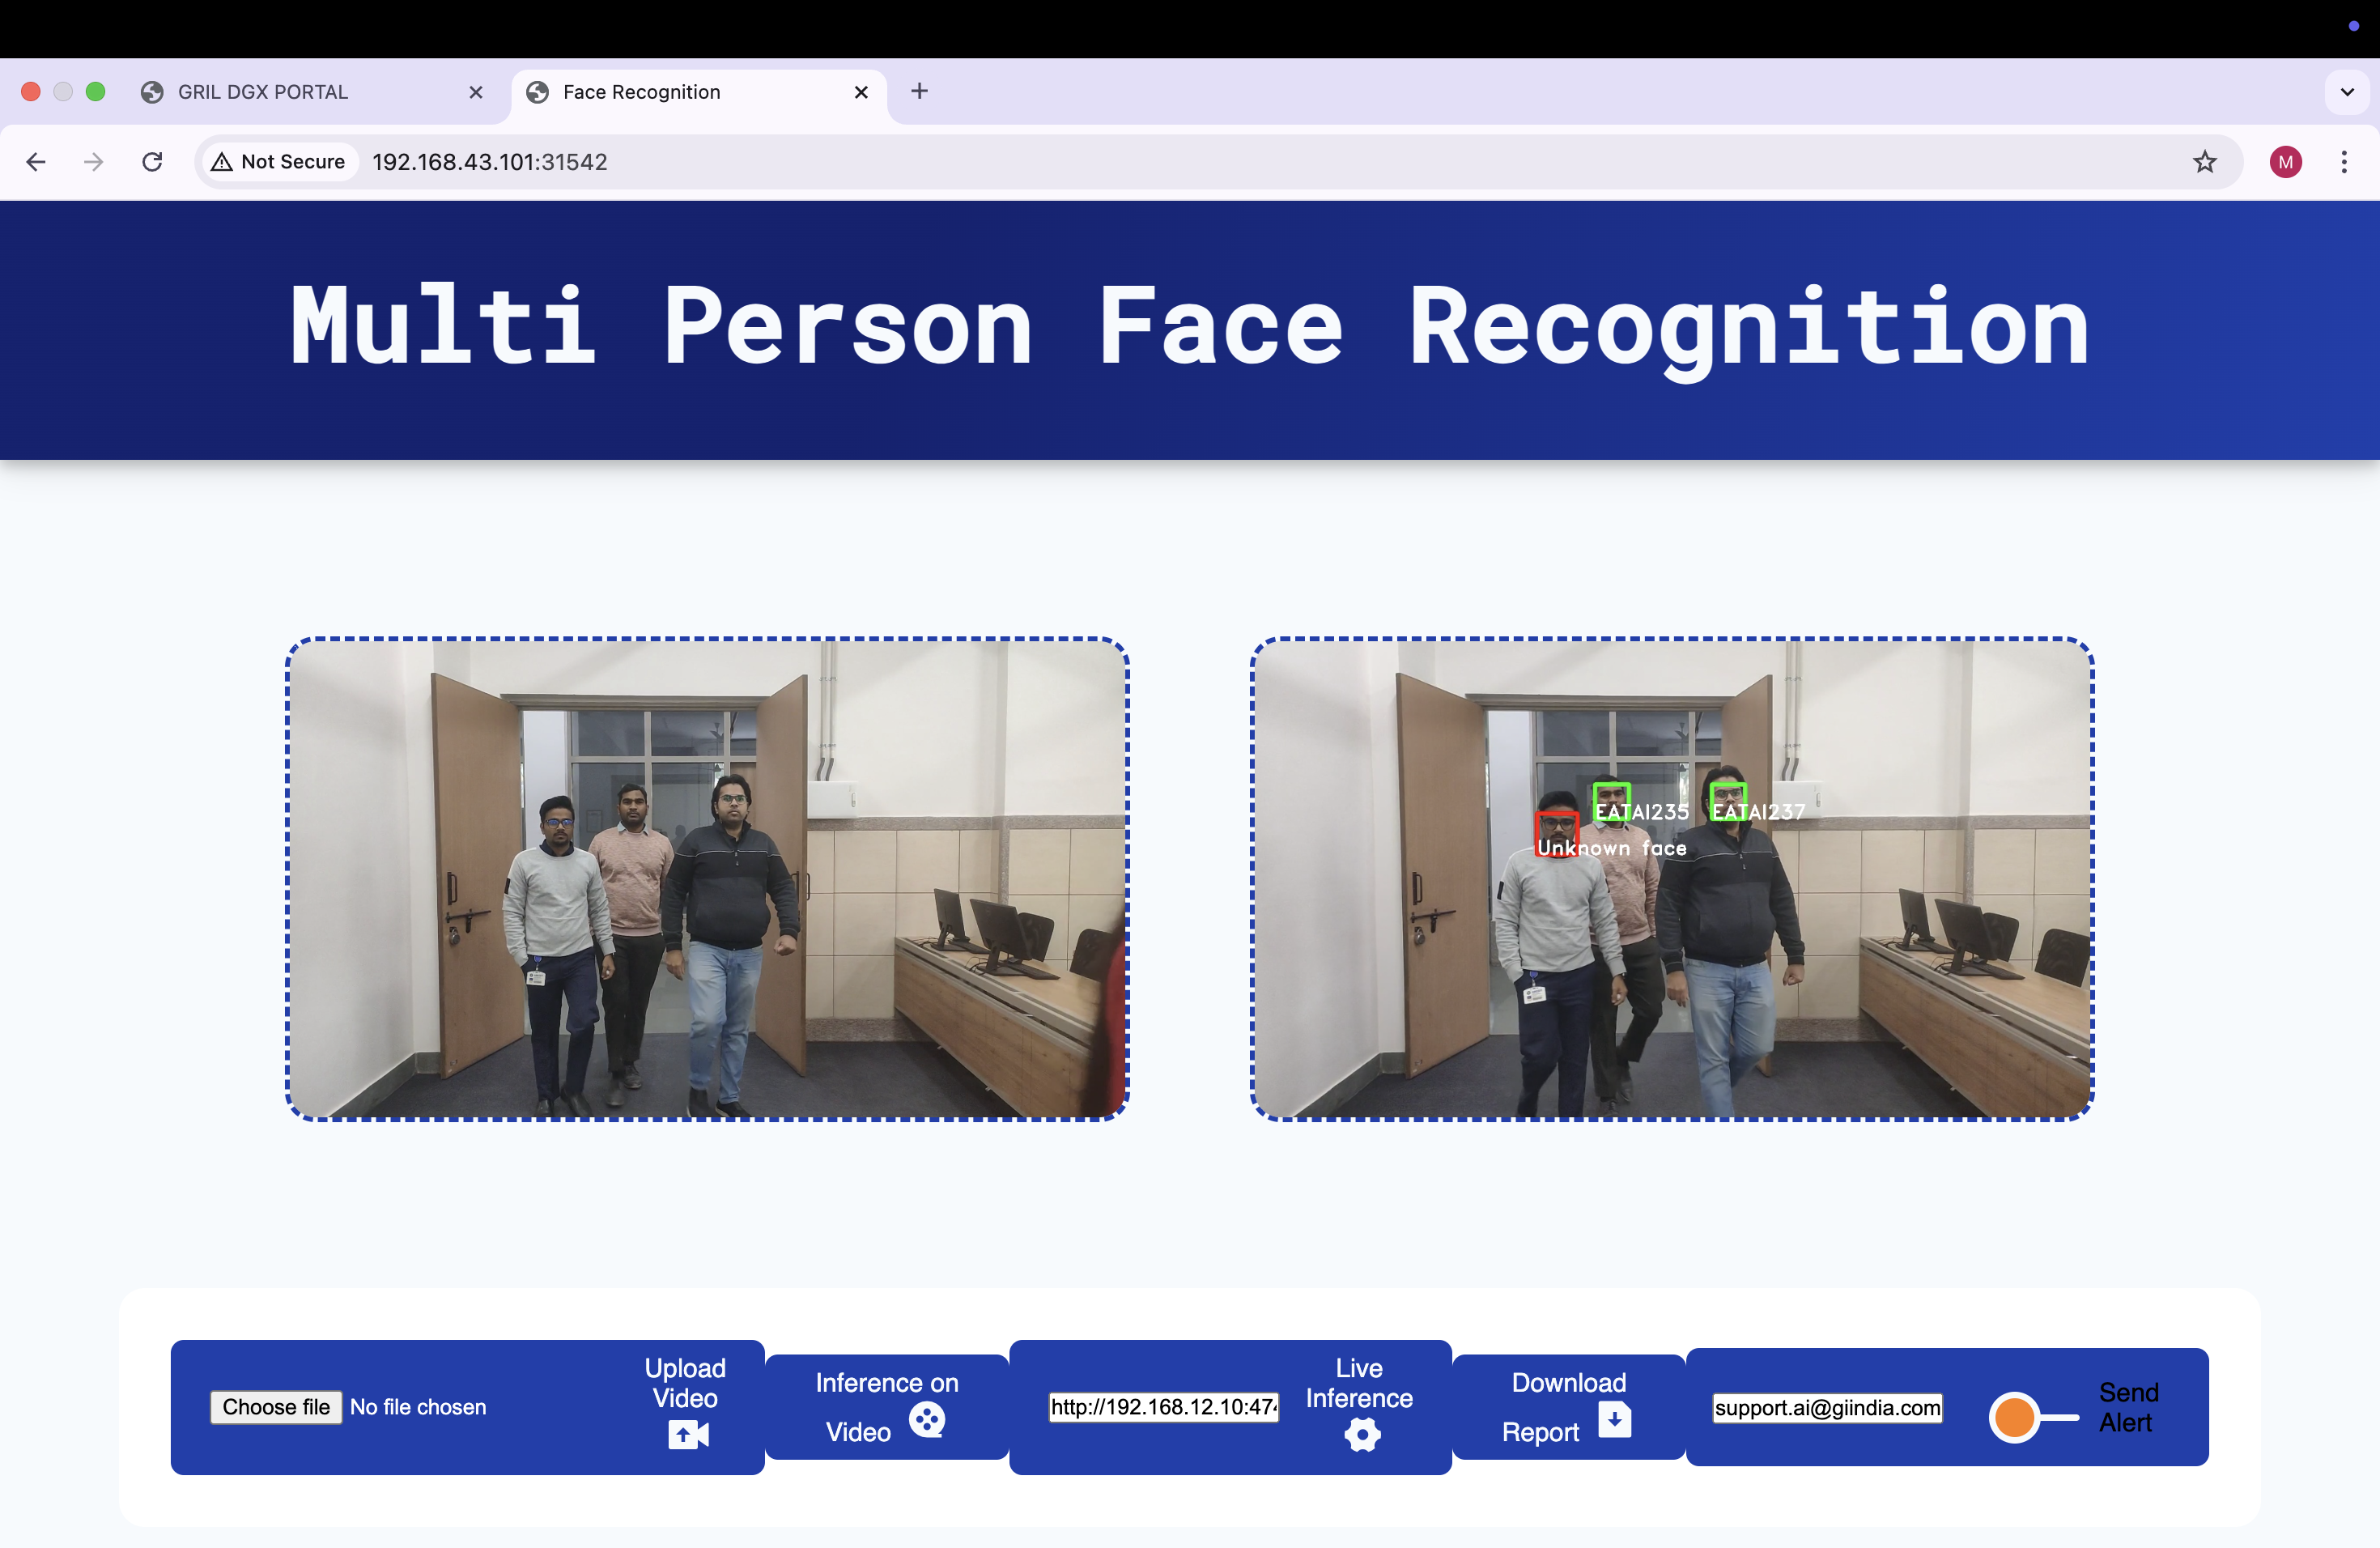 GRIL DGX PORTAL
Face Recognition
Not Secure
192.168.43.101:31542
M
Multi Person Face Recognition
EATAI235
EATAI237
Unknown face
Choose file No file chosen
Upload
Video
Inference on
Video
http://192.168.12.10:474
Live
Inference
Download
Report
support.ai@giindia.com
Send
Alert